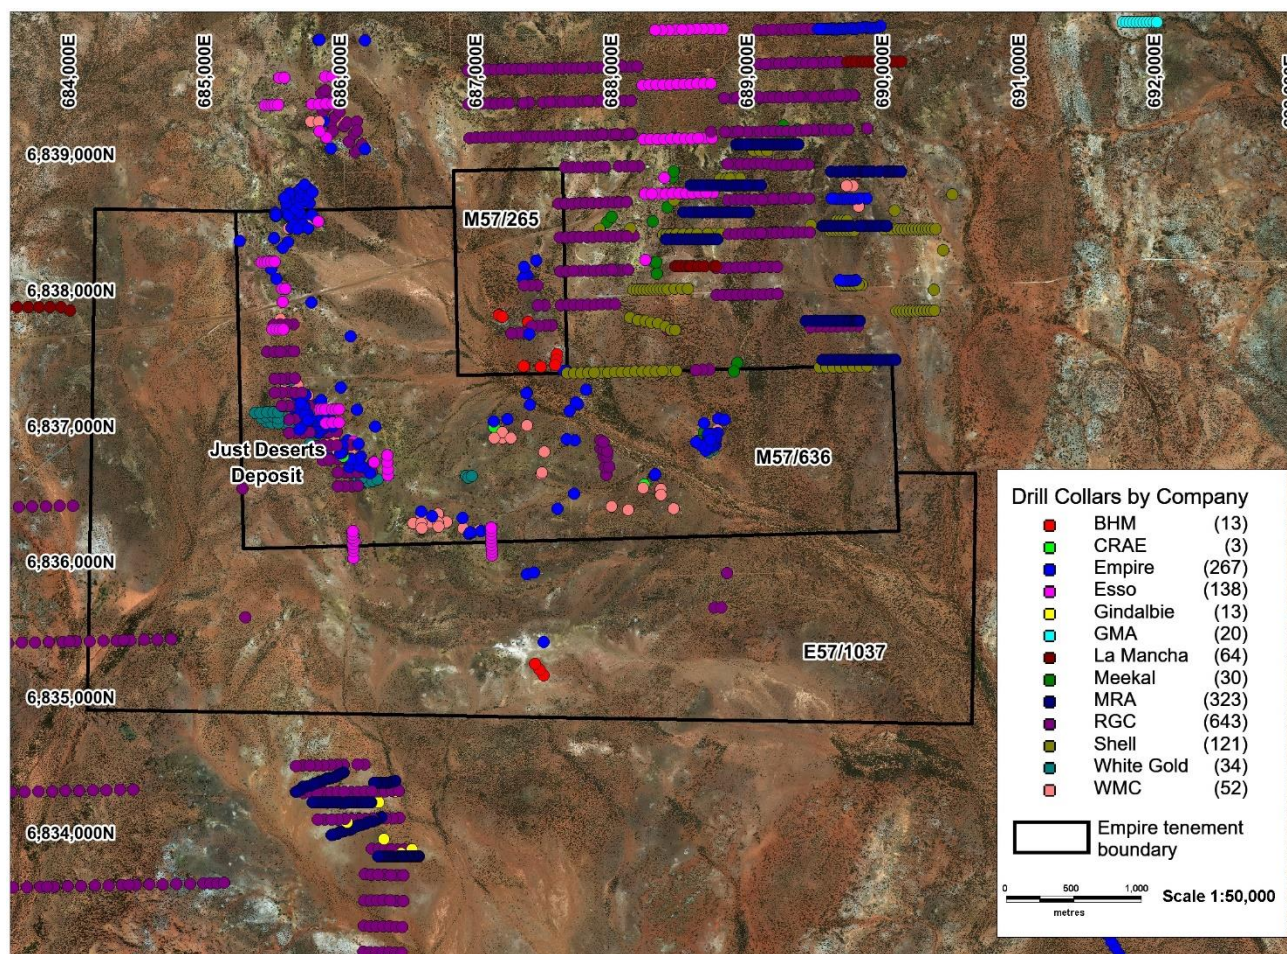 684,000E
685,000E
686,000E
687,000E
688,000E
689,000E
690,000E
691,000E
692,000E
6,839,000N
M57/265
6,838,000N
6,837,000N
Just Deserts
Deposit
M57/636
6,836,000N
E57/1037
6,835,000N
6,834,000N
Drill Collars by Company
BHM (13)
CRAE (3)
Empire (267)
Esso (138)
Gindalbie (13)
GMA (20)
La Mancha (64)
Meekal (30)
MRA (323)
RGC (643)
Shell (121)
White Gold (34)
WMC (52)
Empire tenement
boundary
0 500 1,000
metres
Scale 1:50,000